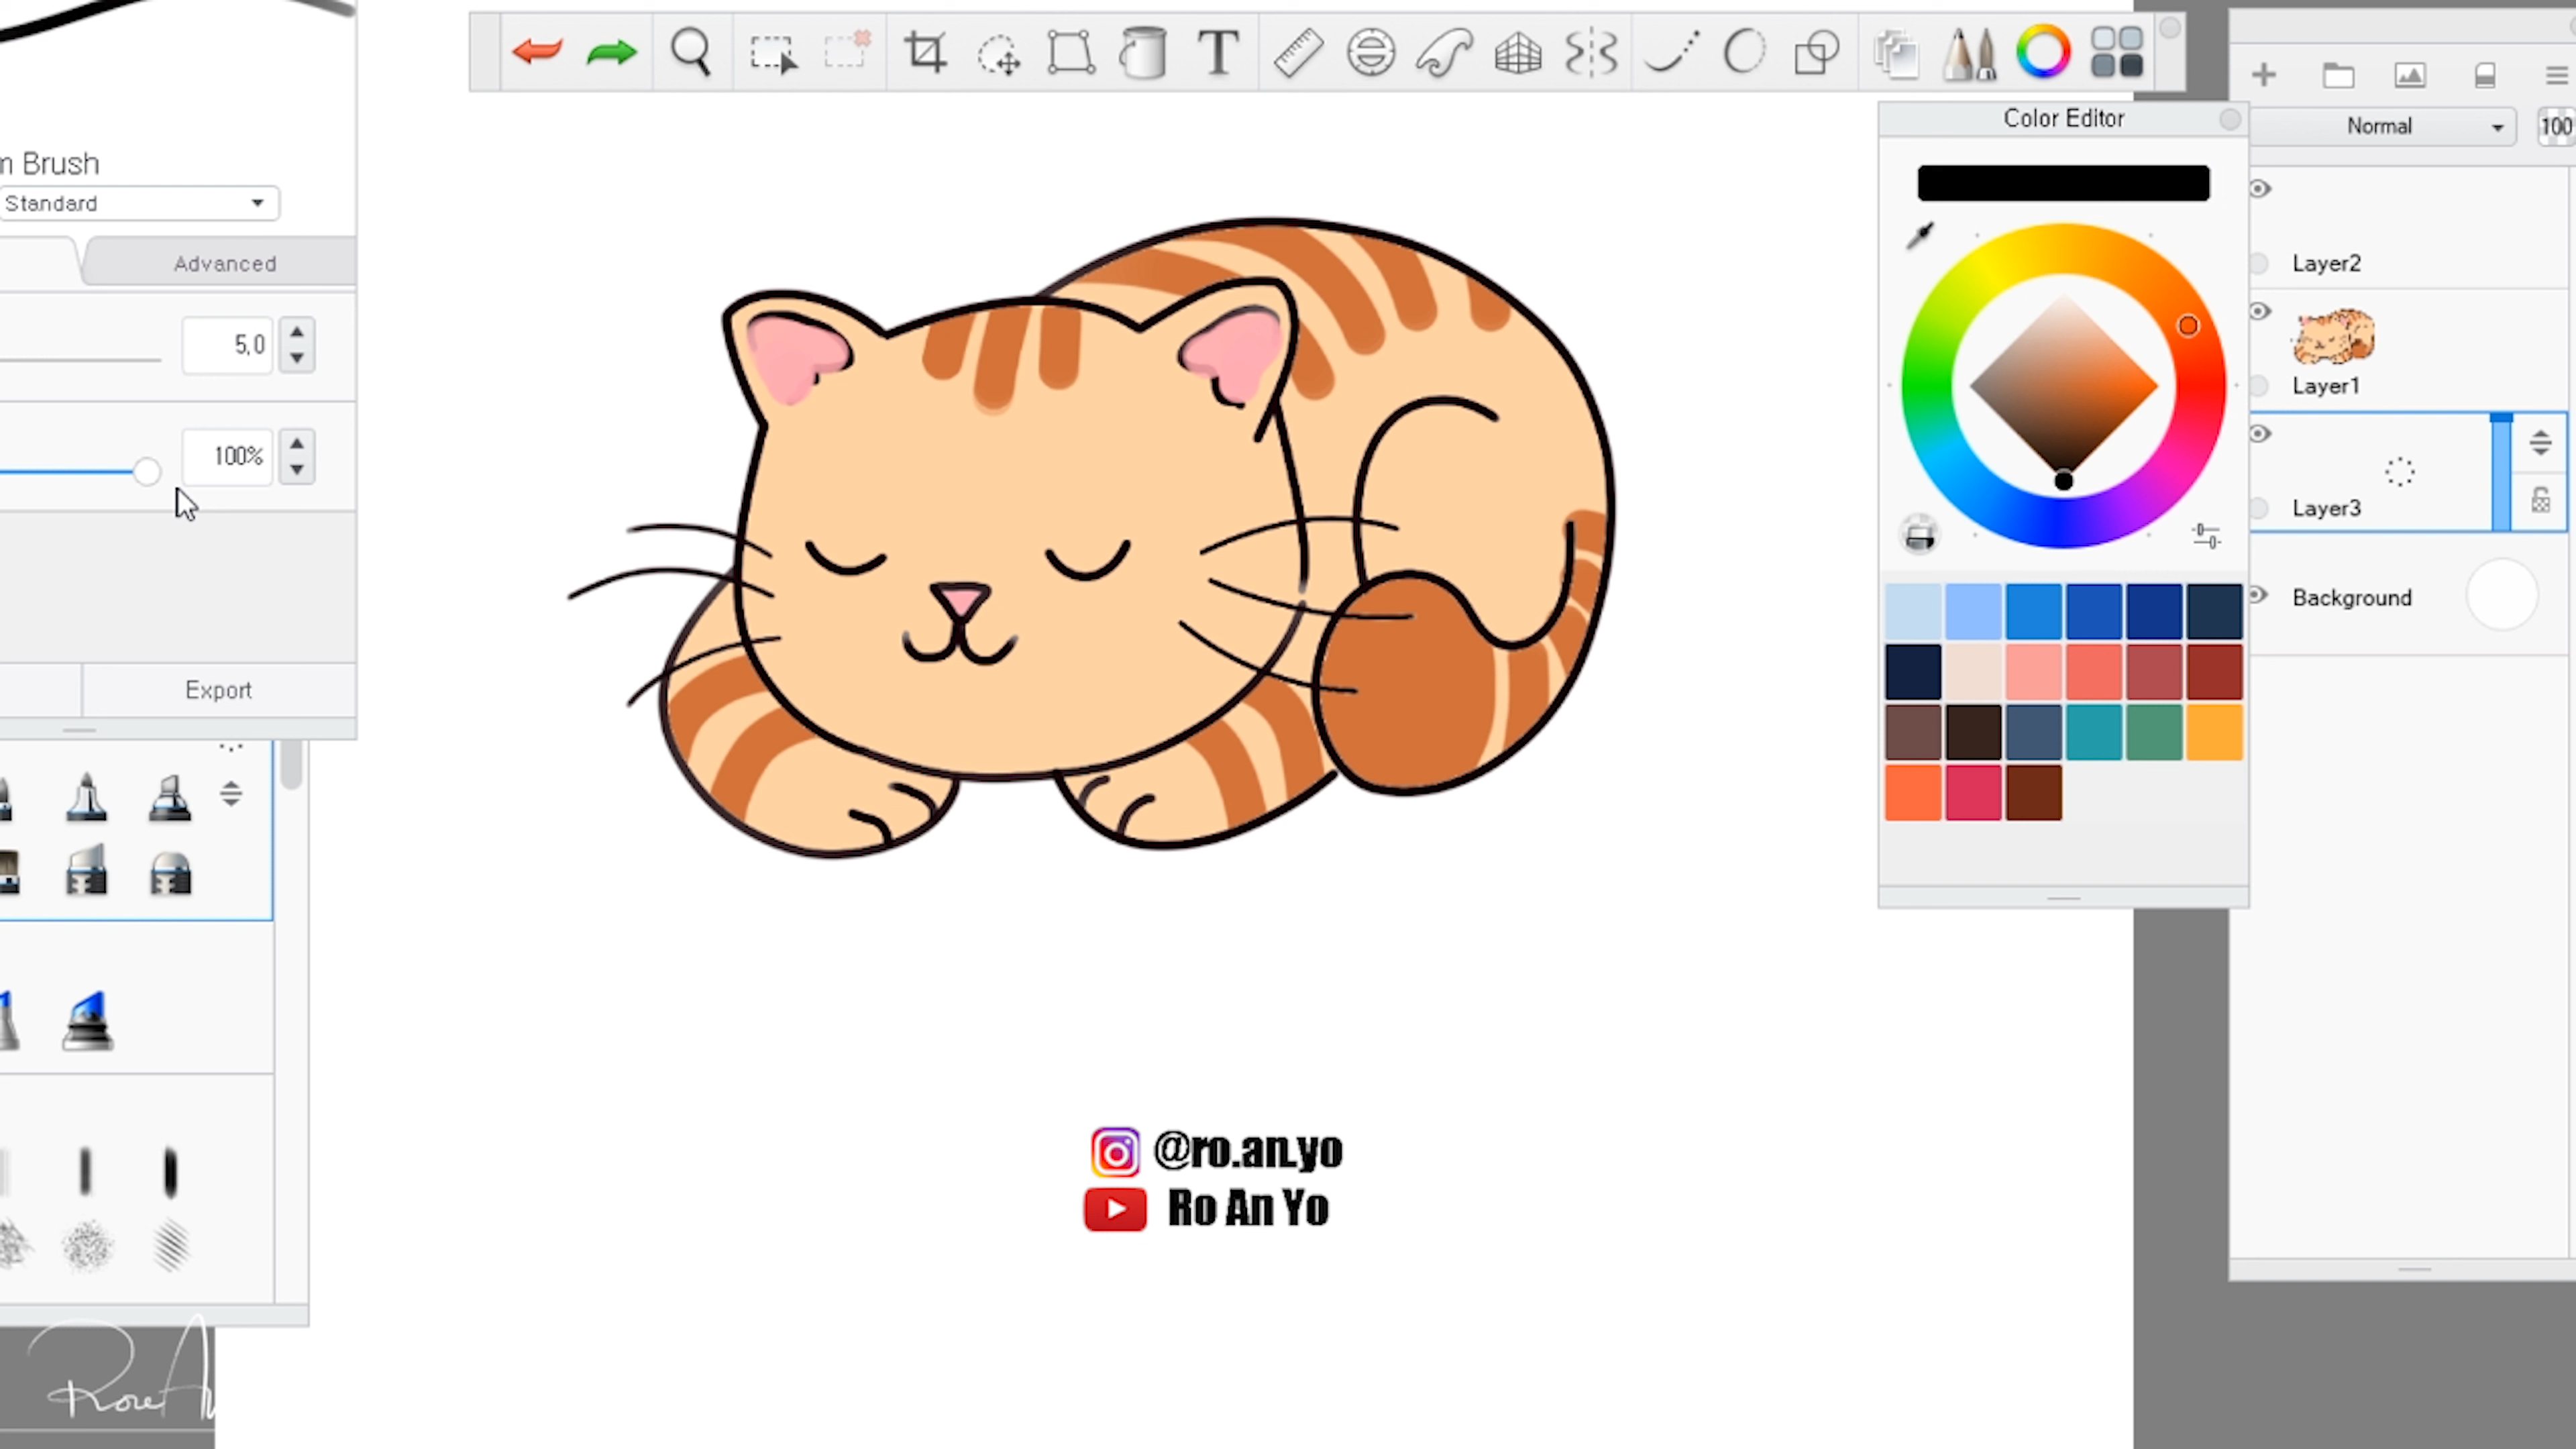 m Brush
Standard
Advanced
5,0
100%
Export
T
Color Editor
Normal
100
Layer2
Layer1
Layer3
Background
@ro.an.yo
Ro An Yo